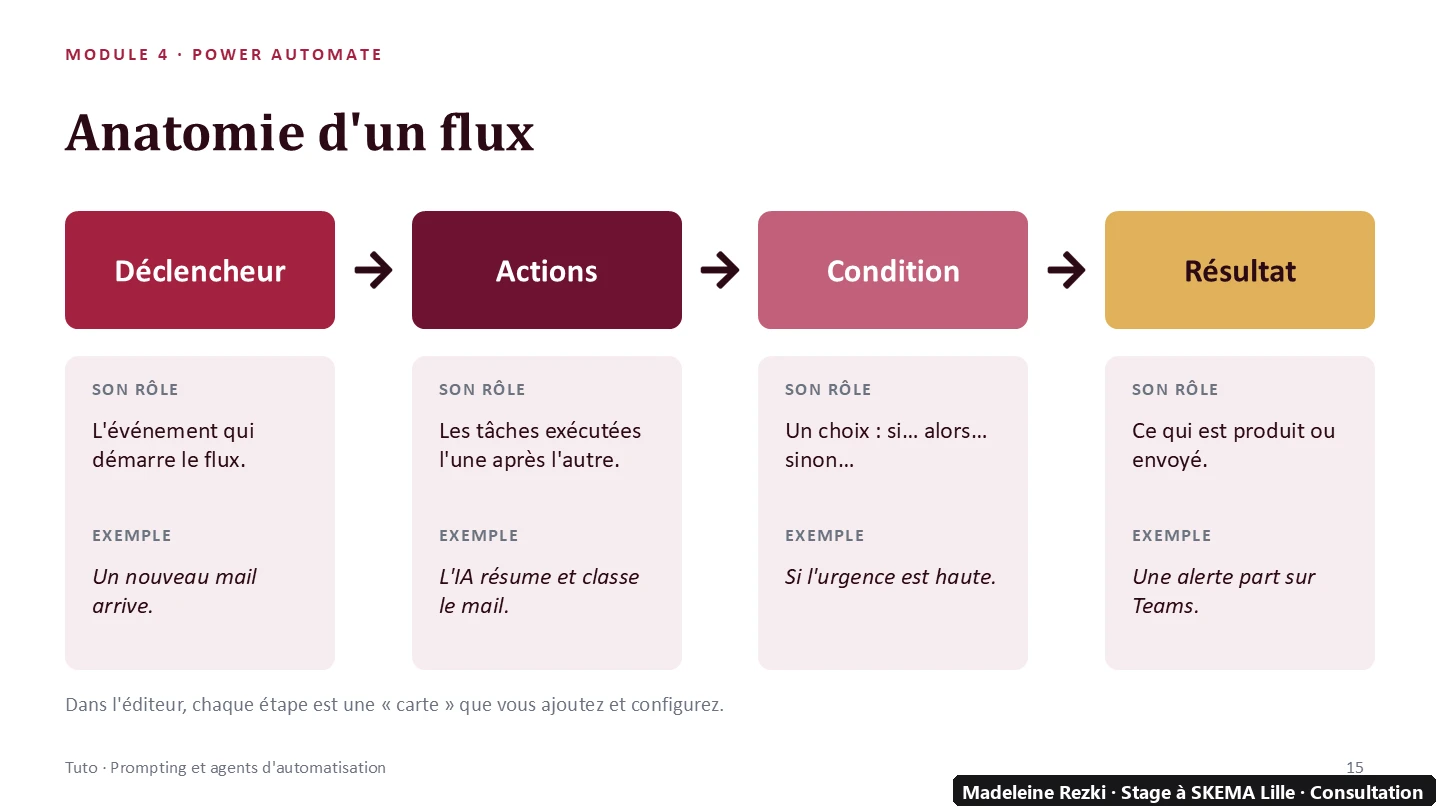 MODULE 4 · POWER AUTOMATE
Anatomie d'un flux
Déclencheur
Actions
Condition
Résultat
SON RÔLE
L'événement qui
démarre le flux.
EXEMPLE
Un nouveau mail
arrive.
SON RÔLE
Les tâches exécutées
l'une après l'autre.
EXEMPLE
L'IA résume et classe
le mail.
SON RÔLE
Un choix : si... alors...
sinon...
EXEMPLE
Si l'urgence est haute.
SON RÔLE
Ce qui est produit ou
envoyé.
EXEMPLE
Une alerte part sur
Teams.
Dans l'éditeur, chaque étape est une « carte » que vous ajoutez et configurez.
Tuto · Prompting et agents d'automatisation
15
Madeleine Rezki · Stage à SKEMA Lille · Consultation